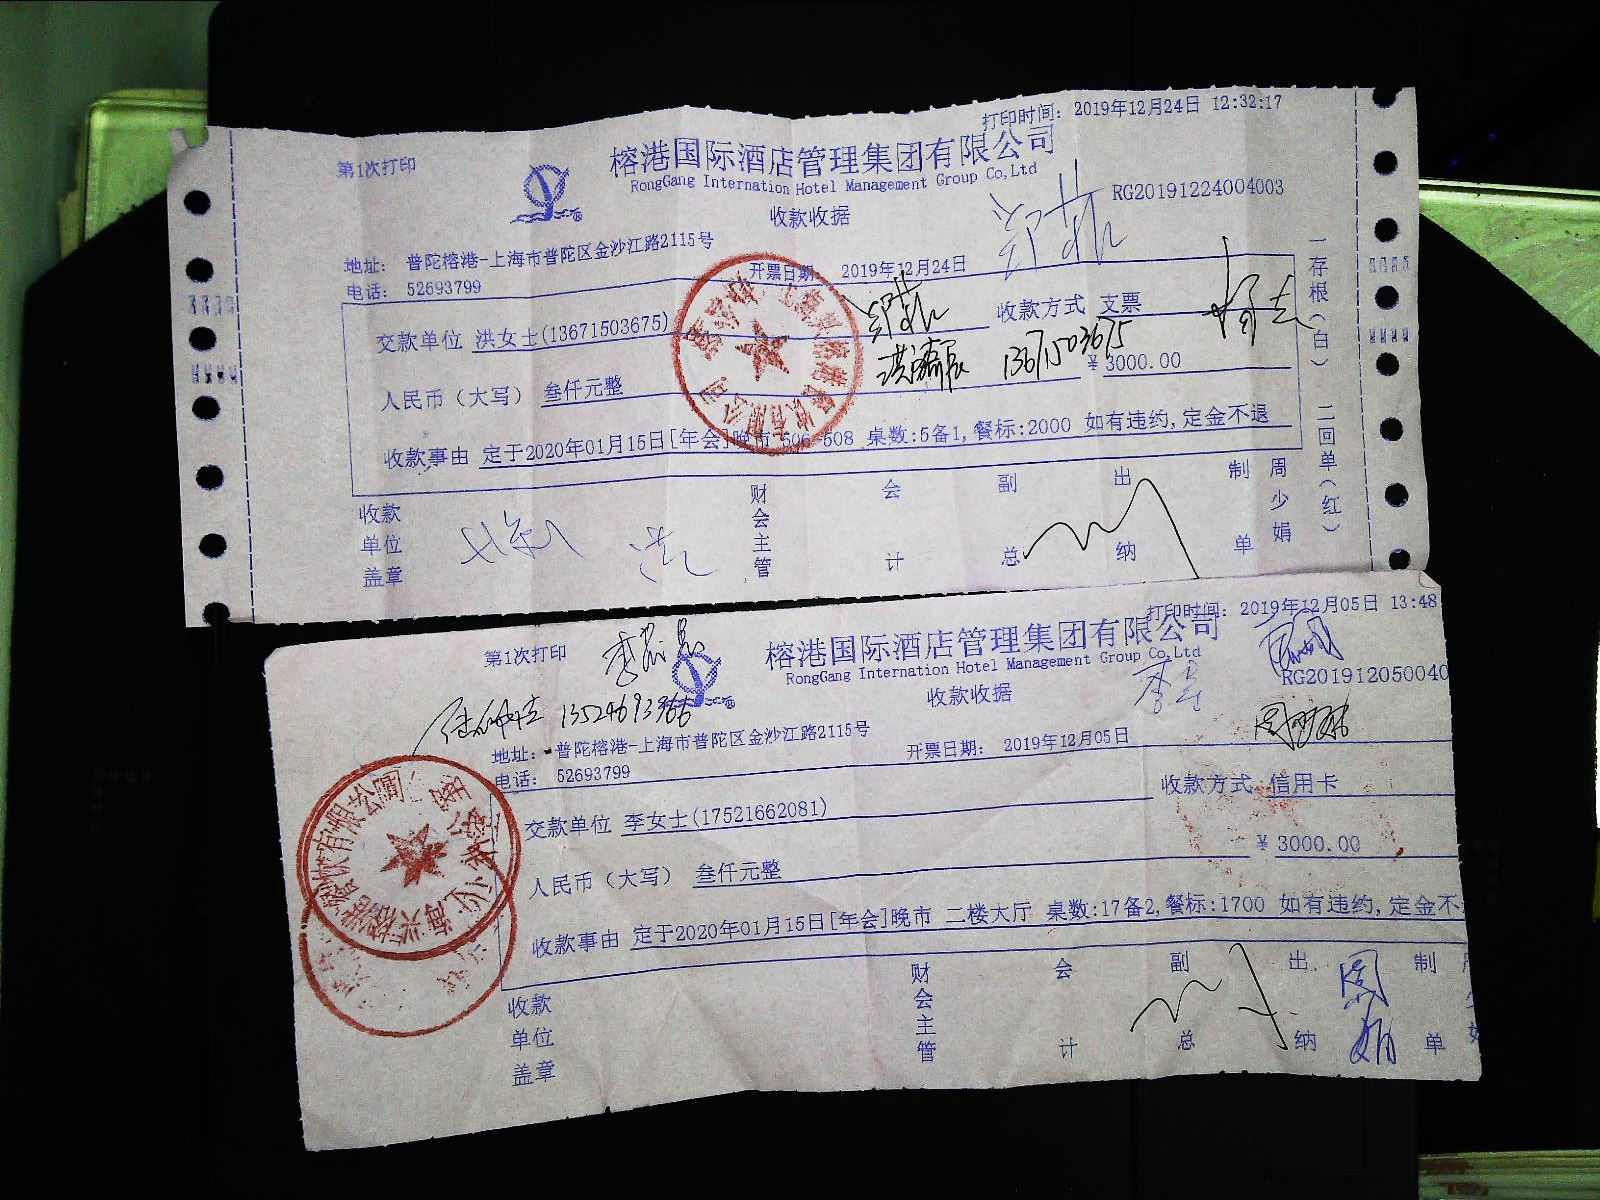 打印时间：2019年12月24日 12:32:17
第1次打印
榕港国际酒店管理集团有限公司
RongGang Internation Hotel Management Group Co,Ltd
RG20191224004003
收款收据
地址： 普陀榕港-上海市普陀区金沙江路2115号
开票日期： 2019年12月24日
电话： 52693799
交款单位 洪女士(13671503675)
收款方式 支票
13671503675
人民币（大写） 叁仟元整
¥ 3000.00
收款事由 定于2020年01月15日[年会]晚市 506-508 桌数:5备1,餐标:2000 如有违约,定金不退
一存根（白） 二回单（红）
收款单位盖章
财会主管
会计
副总
出纳
制单
周少娟
打印时间：2019年12月05日 13:48
第1次打印
榕港国际酒店管理集团有限公司
RongGang Internation Hotel Management Group Co,Ltd
RG201912050040
收款收据
13524693366
地址： 普陀榕港-上海市普陀区金沙江路2115号
开票日期： 2019年12月05日
电话： 52693799
交款单位 李女士(17521662081)
收款方式 信用卡
人民币（大写） 叁仟元整
¥ 3000.00
收款事由 定于2020年01月15日[年会]晚市 二楼大厅 桌数:17备2,餐标:1700 如有违约,定金不
收款单位盖章
财会主管
会计
副总
出纳
制单